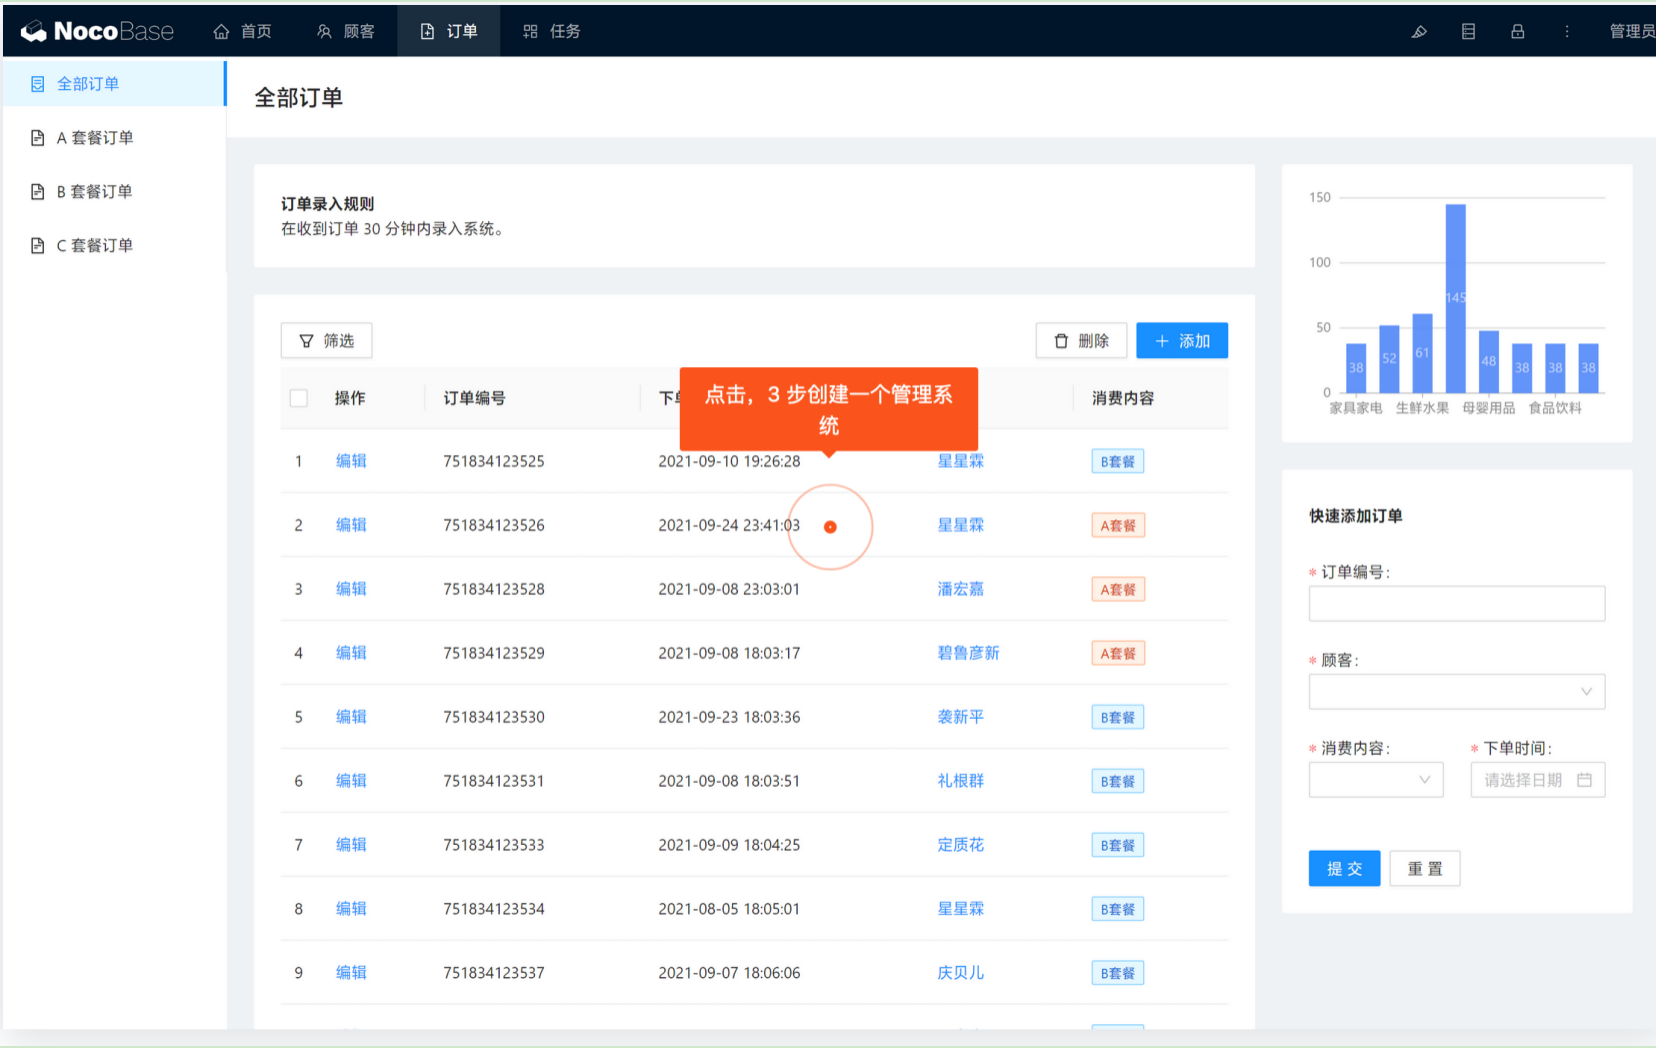 NocoBase 首页 顾客 订单 任务 管理员
全部订单
A 套餐订单
B 套餐订单
C 套餐订单
全部订单
订单录入规则
在收到订单 30 分钟内录入系统。
筛选 删除 添加
操作 订单编号 消费内容
点击，3 步创建一个管理系
统
1 编辑 751834123525 2021-09-10 19:26:28 星星霖 B套餐
2 编辑 751834123526 2021-09-24 23:41:03 星星霖 A套餐
3 编辑 751834123528 2021-09-08 23:03:01 潘宏嘉 A套餐
4 编辑 751834123529 2021-09-08 18:03:17 碧鲁彦新 A套餐
5 编辑 751834123530 2021-09-23 18:03:36 袭新平 B套餐
6 编辑 751834123531 2021-09-08 18:03:51 礼根群 B套餐
7 编辑 751834123533 2021-09-09 18:04:25 定质花 B套餐
8 编辑 751834123534 2021-08-05 18:05:01 星星霖 B套餐
9 编辑 751834123537 2021-09-07 18:06:06 庆贝儿 B套餐
150
100
50
0
38 52 61 145 48 38 38 38
家具家电 生鲜水果 母婴用品 食品饮料
快速添加订单
* 订单编号:
* 顾客:
* 消费内容: * 下单时间:
请选择日期
提交 重置